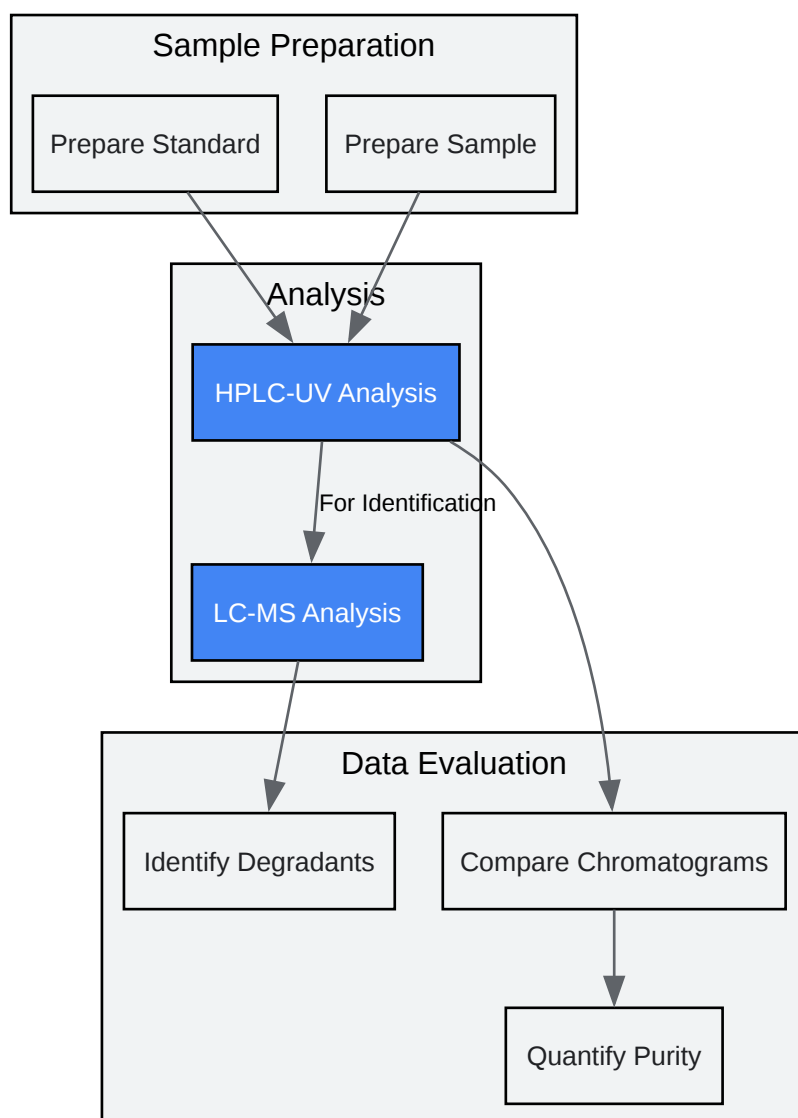 Sample Preparation
Prepare Standard
Prepare Sample
Analysis
HPLC-UV Analysis
For Identification
LC-MS Analysis
Data Evaluation
Identify Degradants
Compare Chromatograms
Quantify Purity